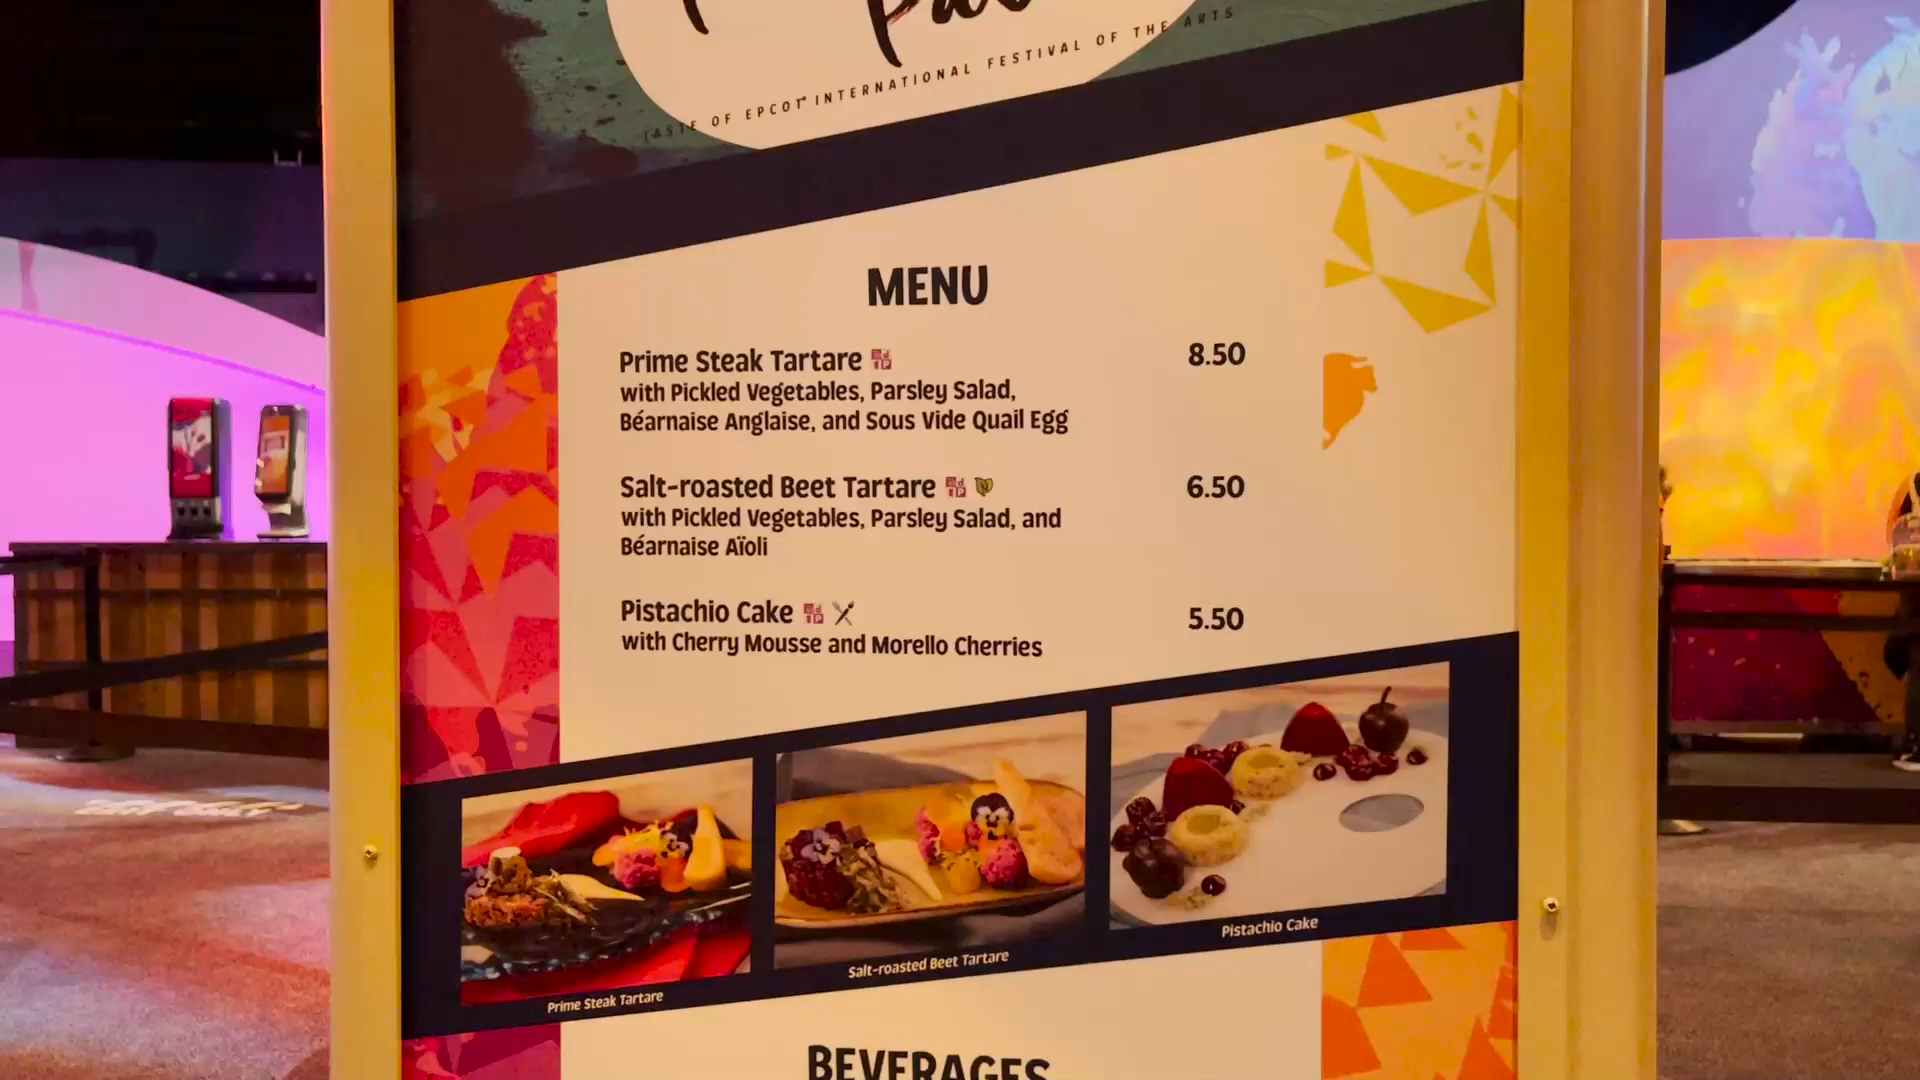 TASTE OF EPCOT INTERNATIONAL FESTIVAL OF THE ARTS
MENU
Prime Steak Tartare 8.50
with Pickled Vegetables, Parsley Salad,
Béarnaise Anglaise, and Sous Vide Quail Egg
Salt-roasted Beet Tartare 6.50
with Pickled Vegetables, Parsley Salad, and
Béarnaise Aïoli
Pistachio Cake 5.50
with Cherry Mousse and Morello Cherries
Prime Steak Tartare
Salt-roasted Beet Tartare
Pistachio Cake
BEVERAGES